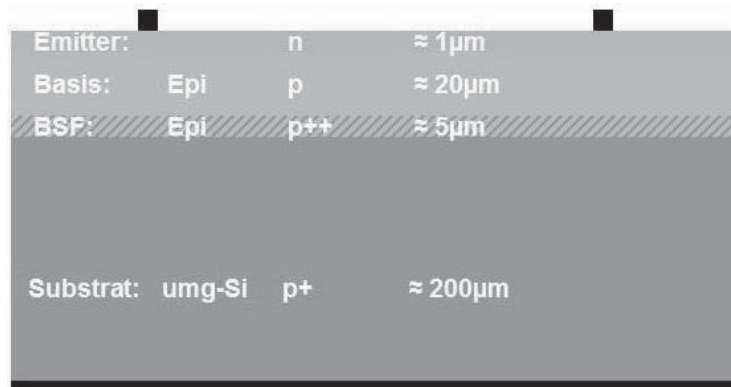 Emitter: n ≈ 1µm
Basis: Epi p ≈ 20µm
BSF: Epi p++ ≈ 5µm
Substrat: umg-Si p+ ≈ 200µm